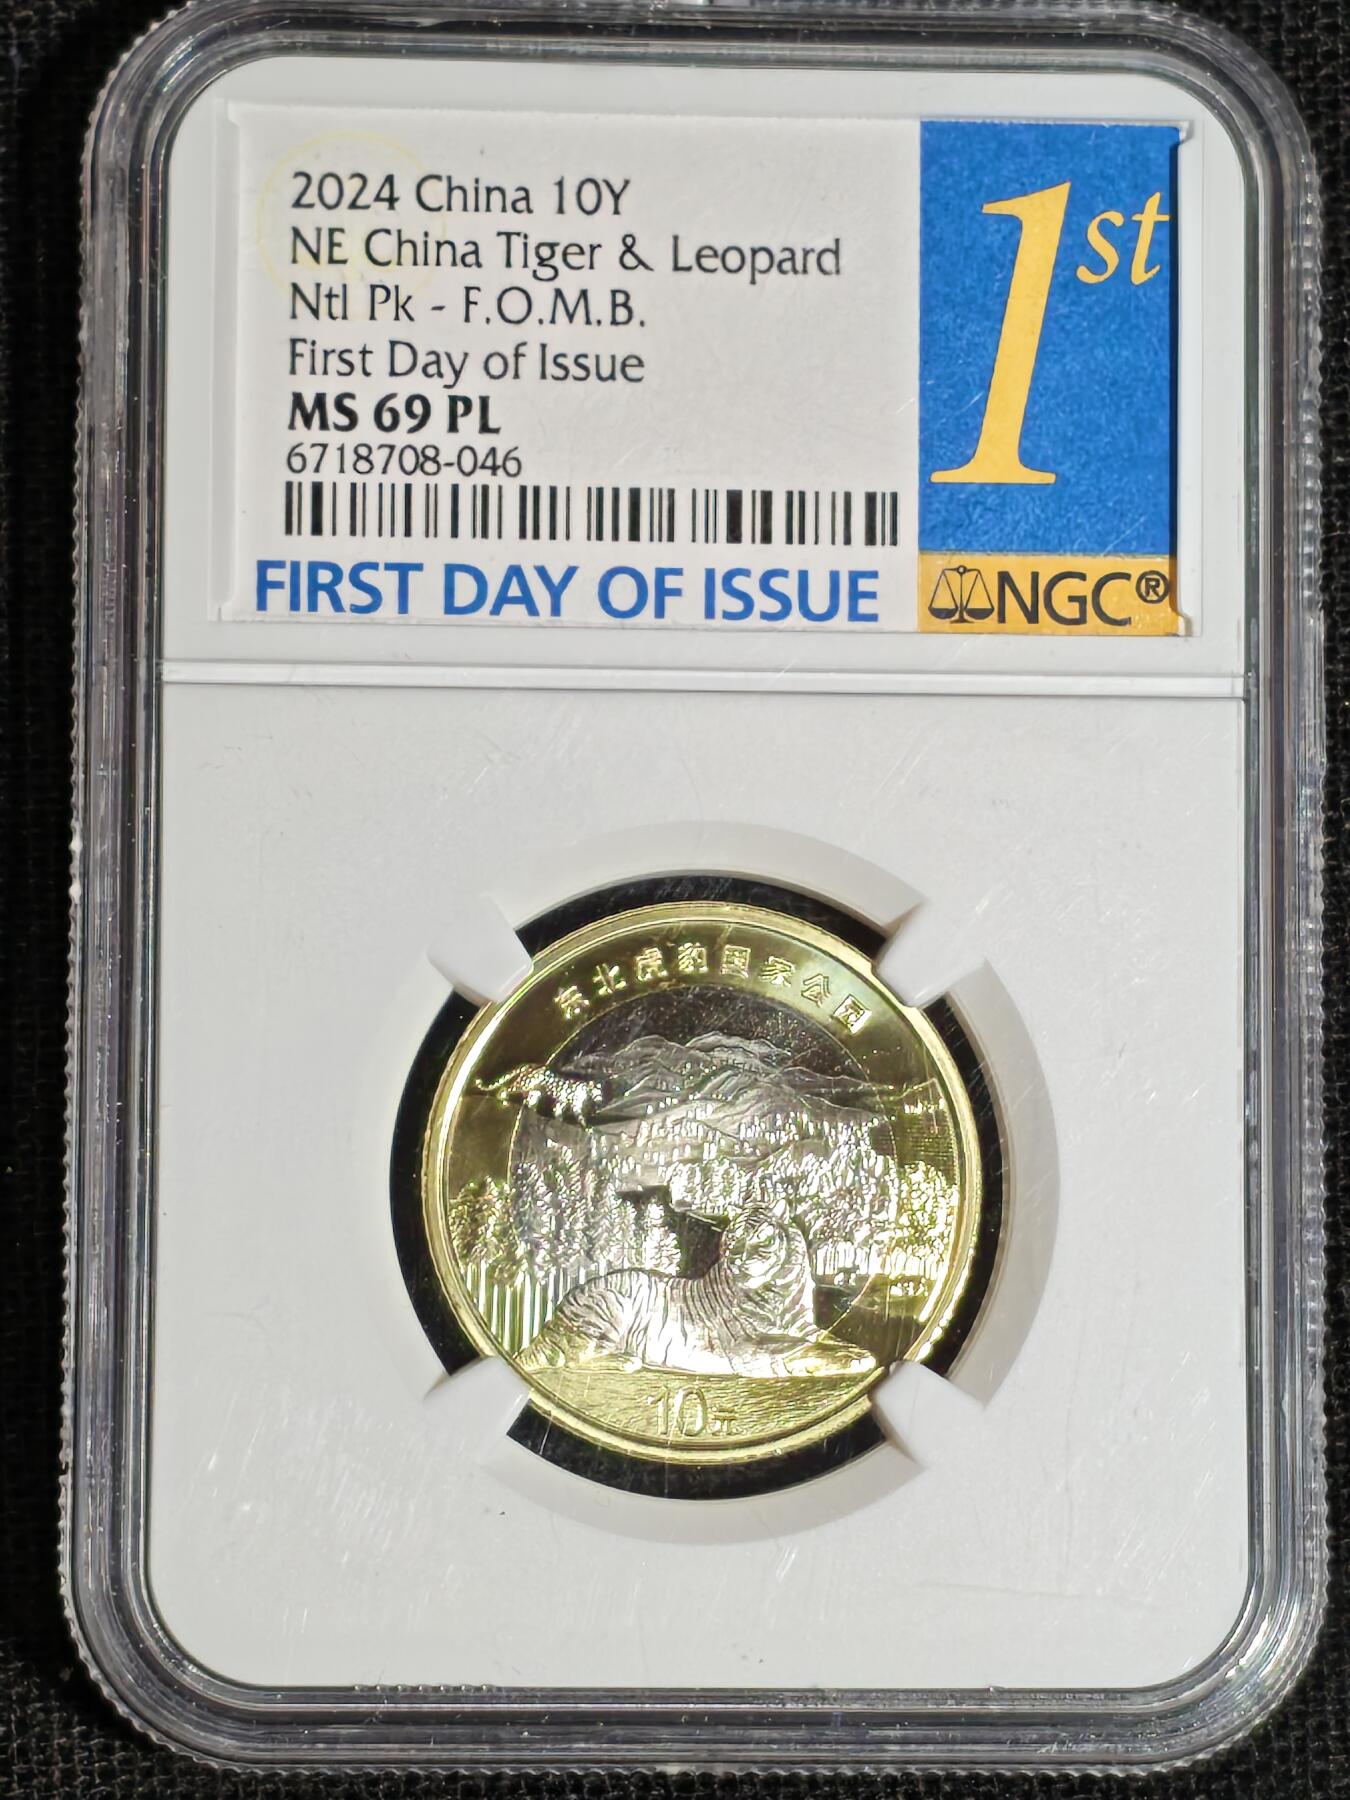 2024 China 10Y
NE China Tiger & Leopard
Ntl Pk - F.O.M.B.
First Day of Issue
MS 69 PL
6718708-046
FIRST DAY OF ISSUE
1st
NGC®
东北虎豹国家公园
10元